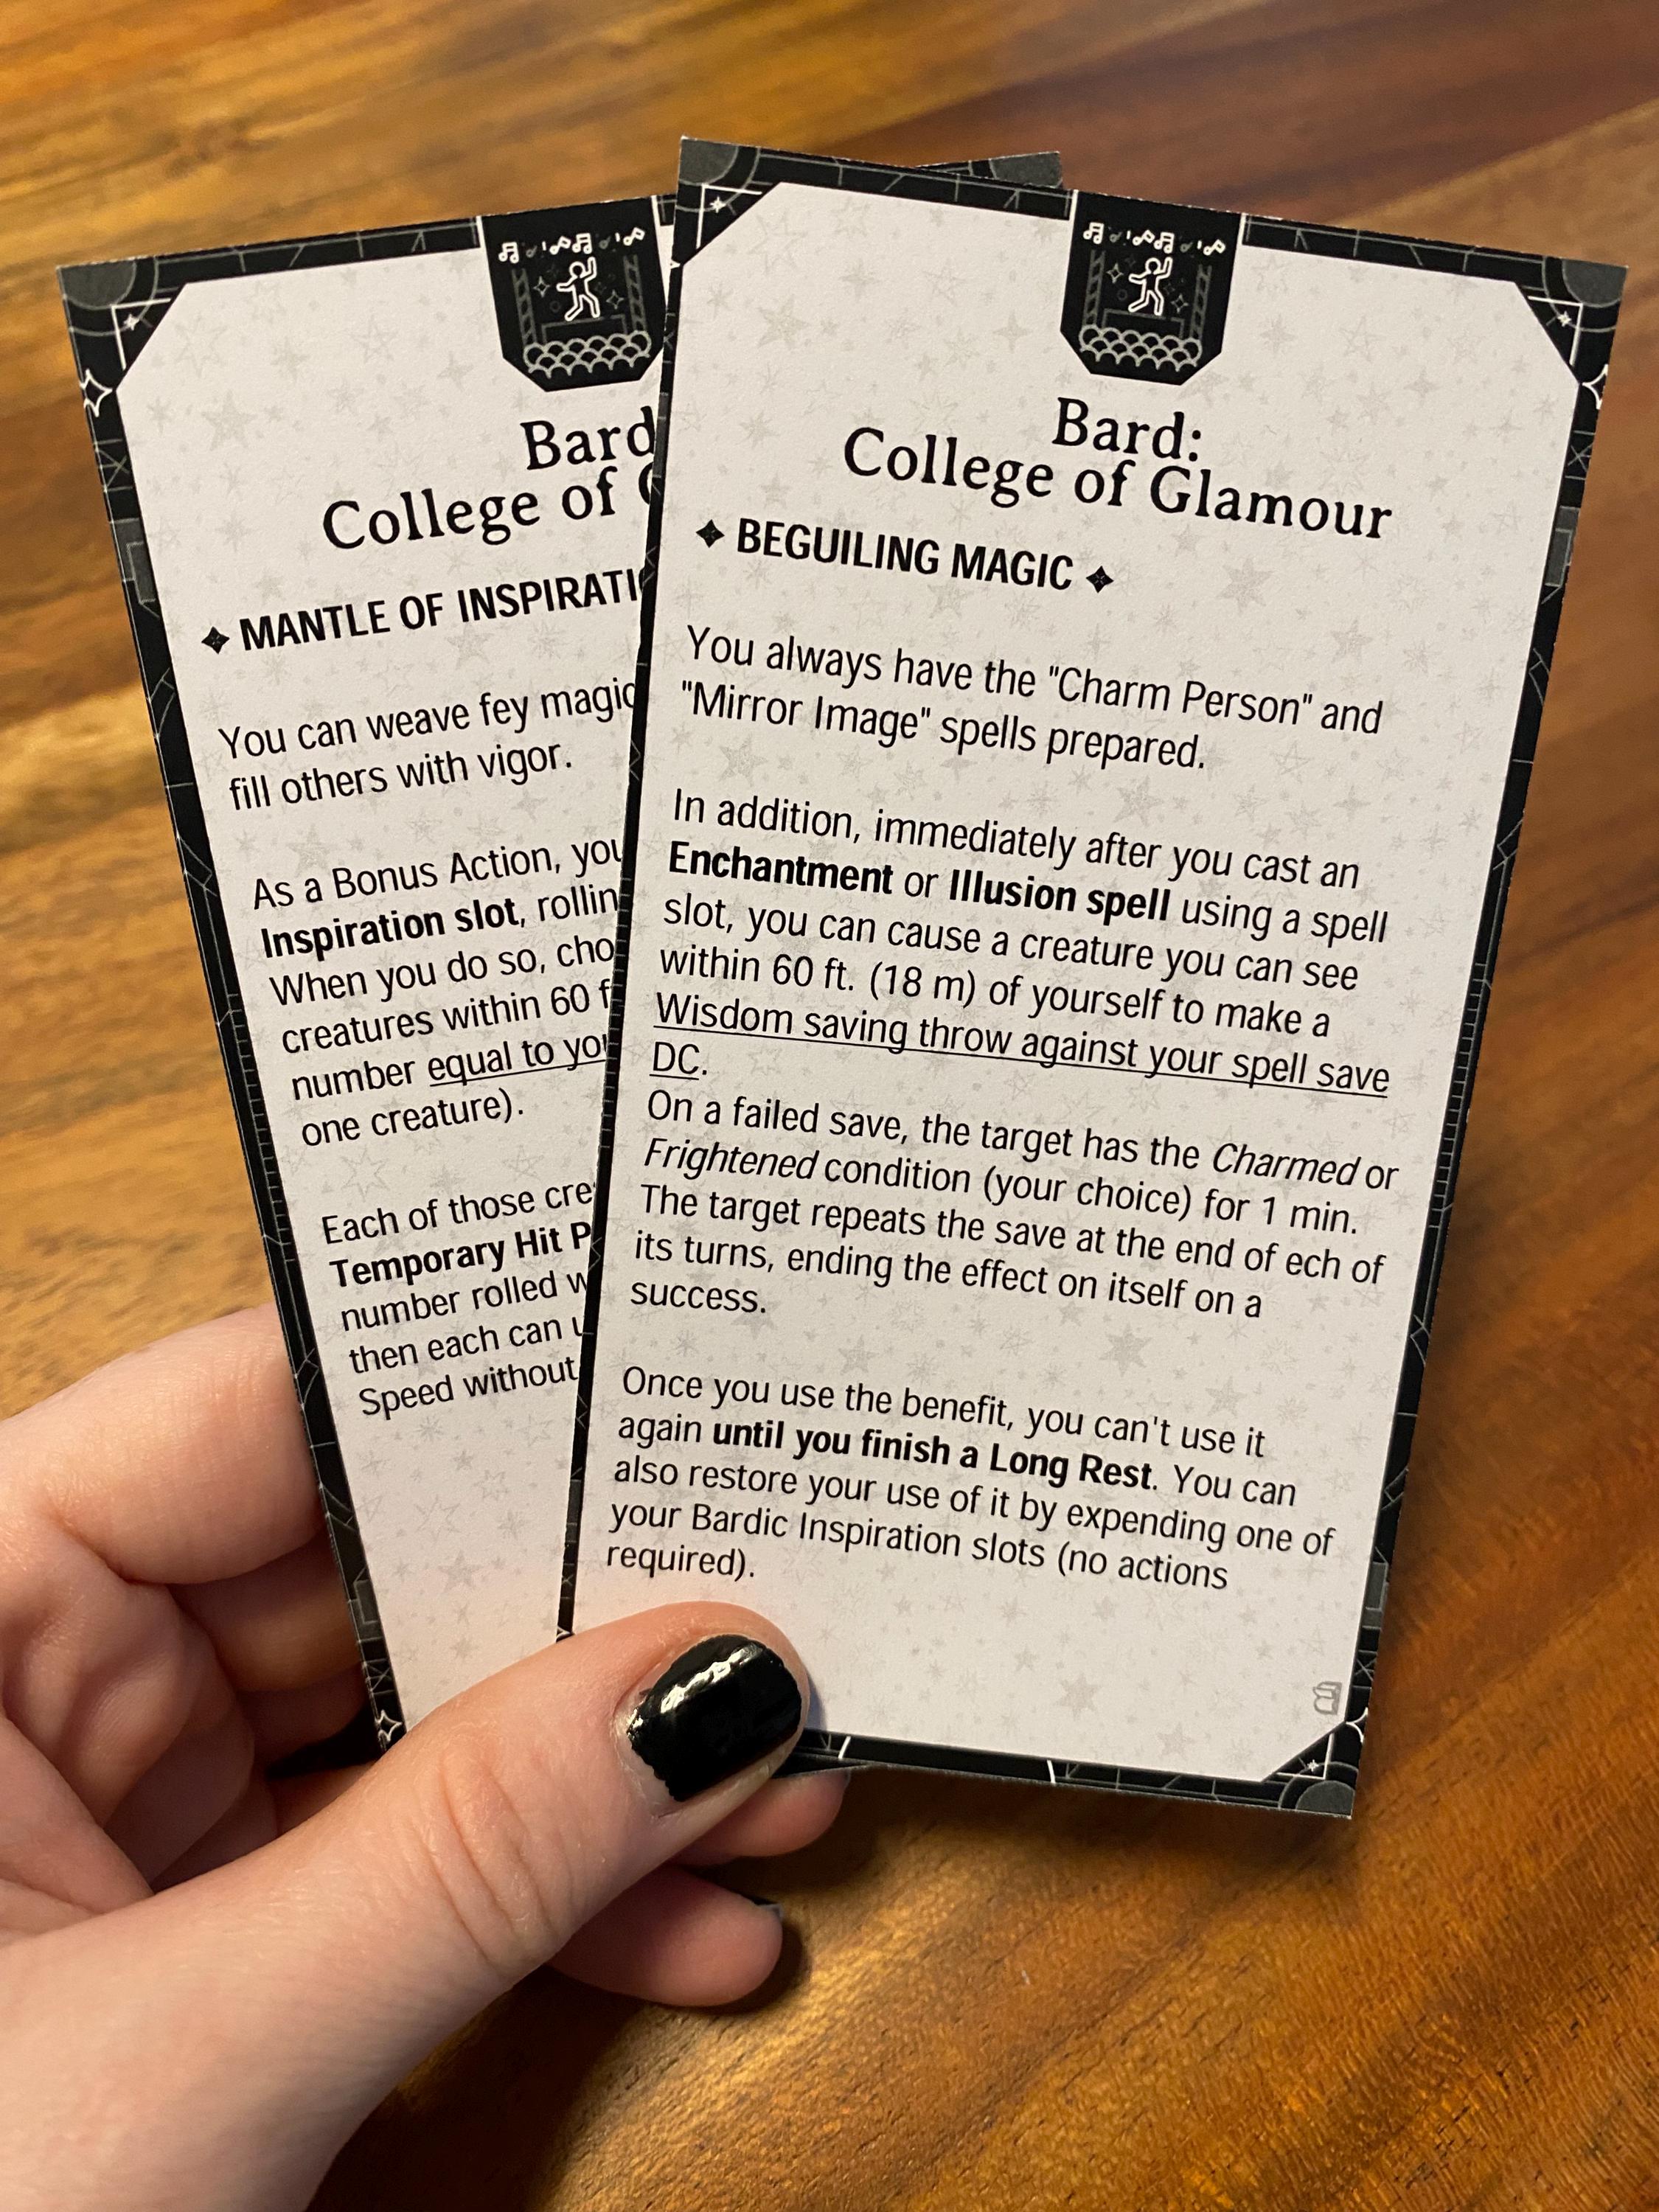 Bard
College of
MANTLE OF
You can weave fey magic
fill others with vigor.
As a Bonus Action, you
Inspiration slot, rolling
When you do so,
creatures within 60
number equal to
one creature).
Each of those
Temporary Hit
number rolled
then each can
Speed without
Bard:
College of Glamour
BEGUILING MAGIC
You always have the "Charm Person" and
"Mirror Image" spells prepared.
In addition, immediately after you cast an
Enchantment or Illusion spell using a spell
slot, you can cause a creature you can see
within 60 ft. (18 m) of yourself to make a
Wisdom saving throw against your spell save
DC.
On a failed save, the target has the Charmed or
Frightened condition (your choice) for 1 min.
The target repeats the save at the end of ech of
its turns, ending the effect on itself on a
success.
Once you use the benefit, you can't use it
again until you finish a Long Rest. You can
also restore your use of it by expending one of
your Bardic Inspiration slots (no actions
required).